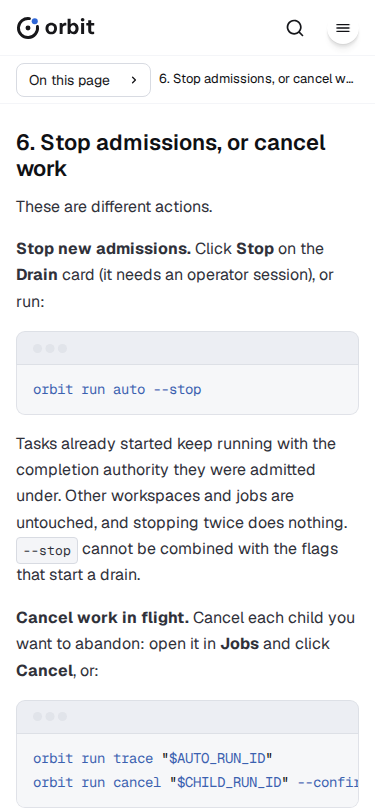 orbit
On this page
6. Stop admissions, or cancel w…
6. Stop admissions, or cancel
work
These are different actions.
Stop new admissions. Click Stop on the
Drain card (it needs an operator session), or
run:
orbit run auto --stop
Tasks already started keep running with the
completion authority they were admitted
under. Other workspaces and jobs are
untouched, and stopping twice does nothing.
--stop cannot be combined with the flags
that start a drain.
Cancel work in flight. Cancel each child you
want to abandon: open it in Jobs and click
Cancel, or:
orbit run trace "$AUTO_RUN_ID"
orbit run cancel "$CHILD_RUN_ID" --confir